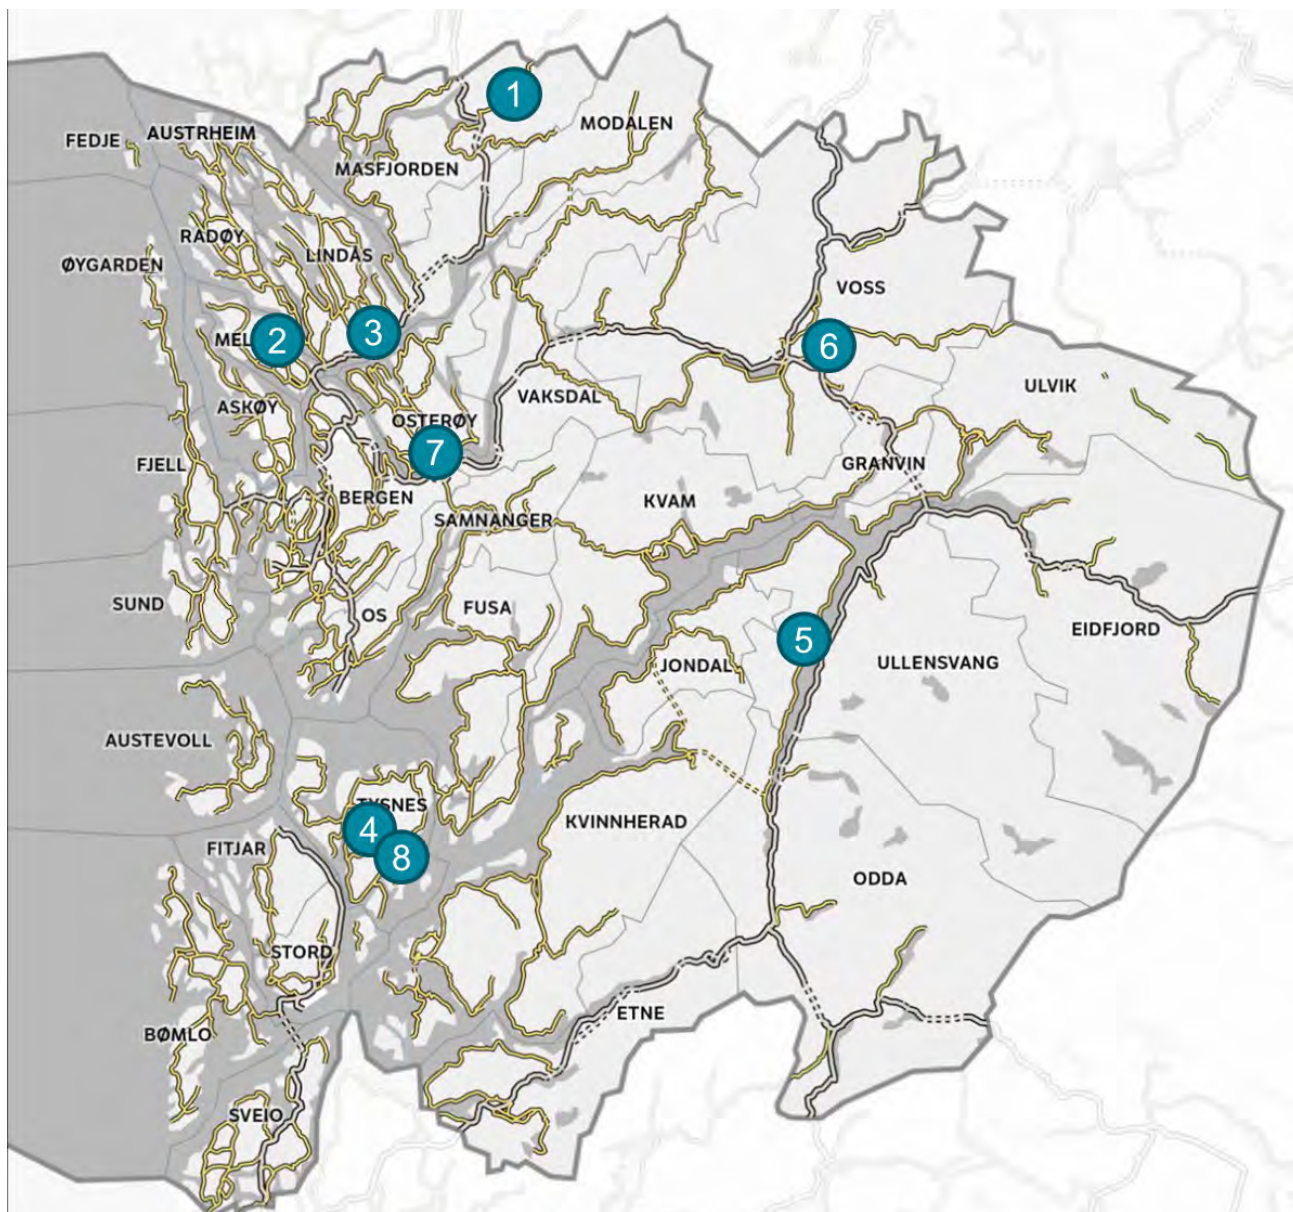 1
MODALEN
AUSTRHEIM
FEDJE
MASFJORDEN
RADØY
LINDÅS
ØYGARDEN
VOSS
2
3
6
MEL
ULVIK
VAKSDAL
ASKØY
OSTERØY
7
FJELL
GRANVIN
BERGEN
KVAM
SAMNANGER
SUND
FUSA
OS
EIDFJORD
5
JONDAL
ULLENSVANG
AUSTEVOLL
TYSNES
4
KVINNHERAD
FITJAR
8
ODDA
STORD
ETNE
BØMLO
SVEIO